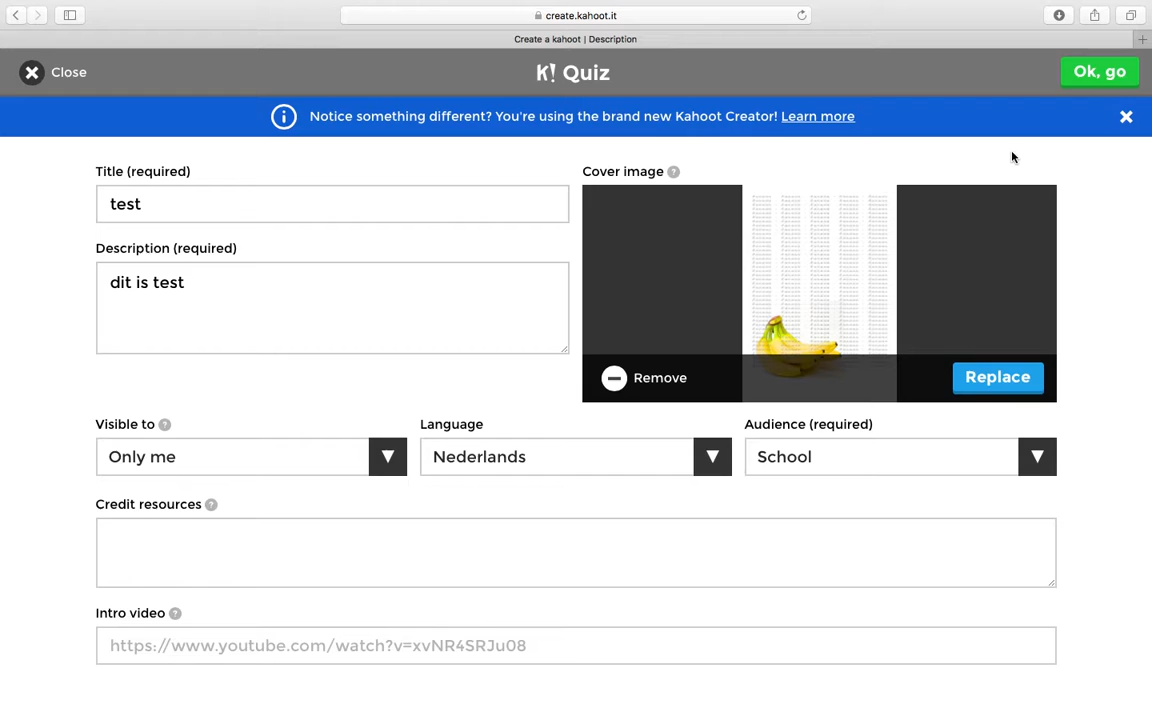 create.kahoot.it
Create a kahoot | Description
Close
K! Quiz
Ok, go
Notice something different? You're using the brand new Kahoot Creator! Learn more
Title (required)
Cover image
test
Description (required)
dit is test
Remove
Replace
Visible to
Language
Audience (required)
Only me
Nederlands
School
Credit resources
Intro video
https://www.youtube.com/watch?v=xvNR4SRJu08